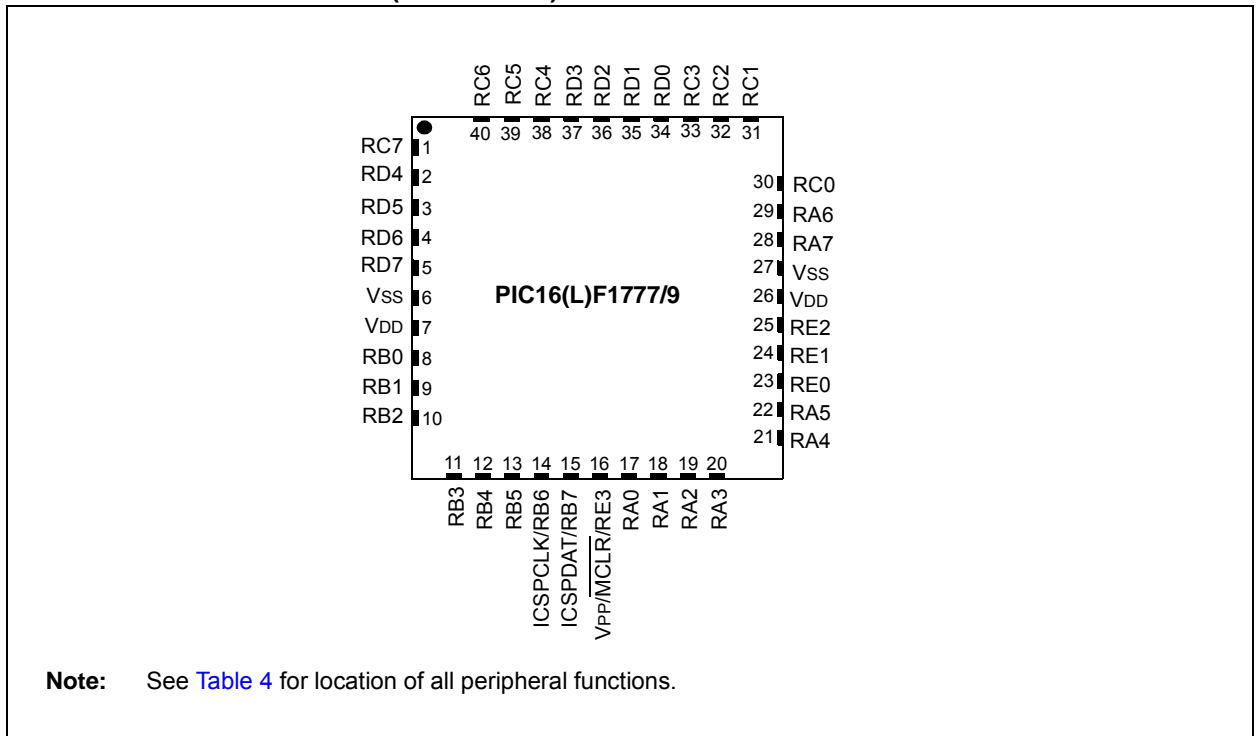 RC6
RC5
RC4
RD3
RD2
RD1
RD0
RC3
RC2
RC1
40 39 38 37 36 35 34 33 32 31
RC7 1
RD4 2
RD5 3
RD6 4
RD7 5
VSS 6
VDD 7
RB0 8
RB1 9
RB2 10
PIC16(L)F1777/9
30 RC0
29 RA6
28 RA7
27 VSS
26 VDD
25 RE2
24 RE1
23 RE0
22 RA5
21 RA4
11 12 13 14 15 16 17 18 19 20
RB3
RB4
RB5
ICSPCLK/RB6
ICSPDAT/RB7
VPP/MCLR/RE3
RA0
RA1
RA2
RA3
Note: See Table 4 for location of all peripheral functions.